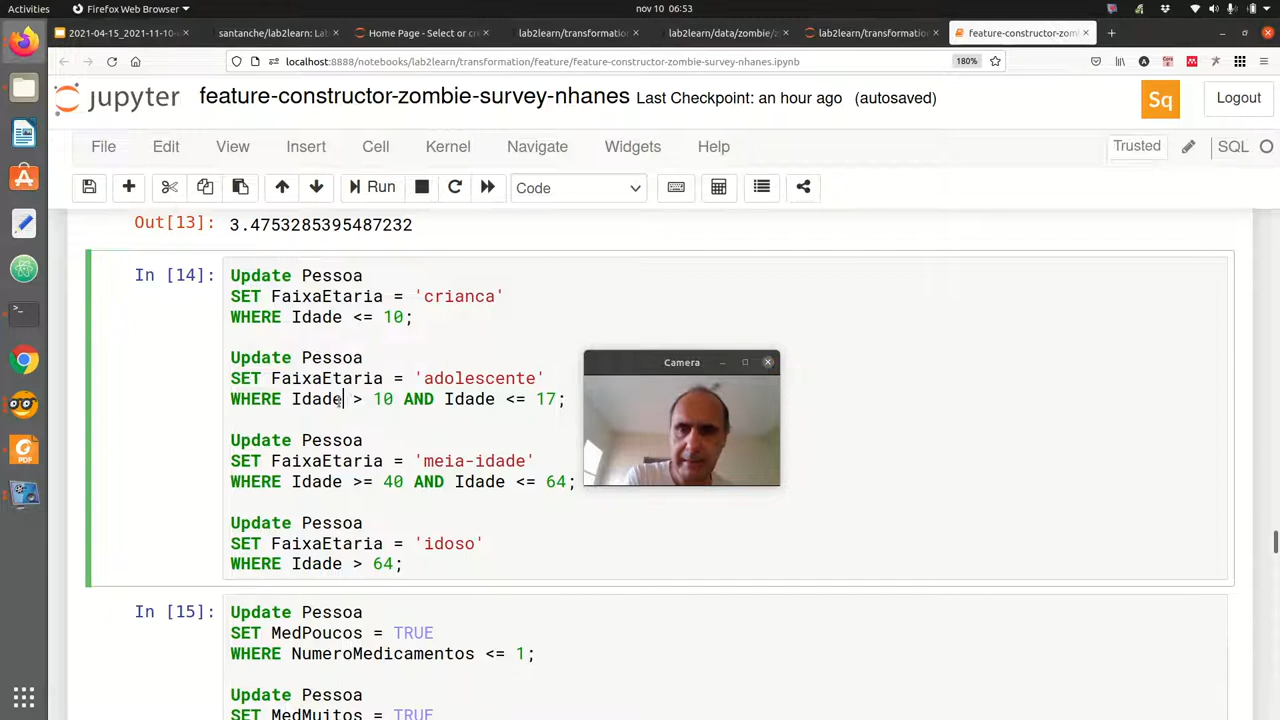 Activities
Firefox Web Browser
nov 10 06:53
2021-04-15_2021-11-10-
santanche/lab2learn: La
Home Page - Select or cr
lab2learn/transformatio
lab2learn/data/zombie/z
lab2learn/transformatio
feature-constructor-zom
localhost:8888/notebooks/lab2learn/transformation/feature/feature-constructor-zombie-survey-nhanes.ipynb
180%
jupyter
feature-constructor-zombie-survey-nhanes Last Checkpoint: an hour ago (autosaved)
Sq
Logout
File Edit View Insert Cell Kernel Navigate Widgets Help
Trusted
SQL
Run
Code
Out[13]: 3.4753285395487232
In [14]: Update Pessoa
SET FaixaEtaria = 'crianca'
WHERE Idade <= 10;
Update Pessoa
SET FaixaEtaria = 'adolescente'
WHERE Idade > 10 AND Idade <= 17;
Update Pessoa
SET FaixaEtaria = 'meia-idade'
WHERE Idade >= 40 AND Idade <= 64;
Update Pessoa
SET FaixaEtaria = 'idoso'
WHERE Idade > 64;
Camera
In [15]: Update Pessoa
SET MedPoucos = TRUE
WHERE NumeroMedicamentos <= 1;
Update Pessoa
SET MedMuitos = TRUE
PDF